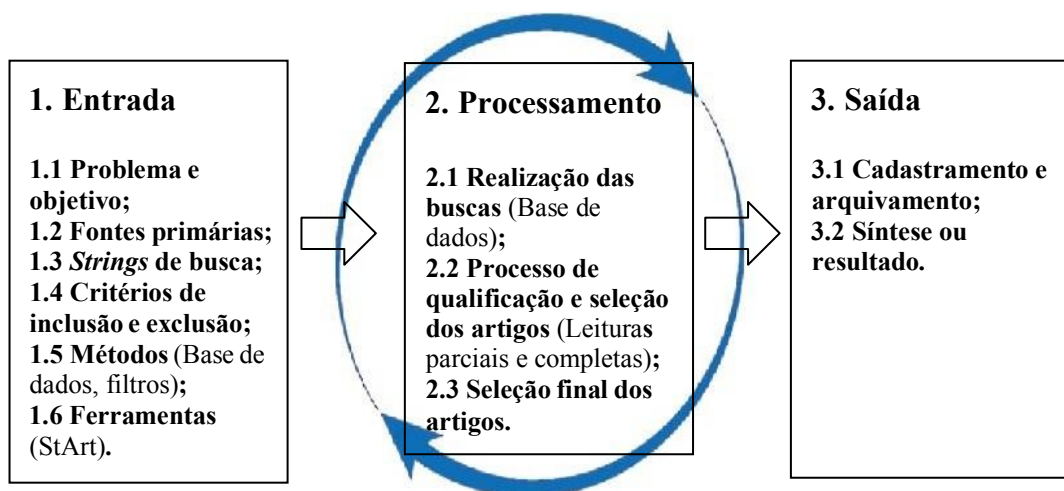 1. Entrada
1.1 Problema e
objetivo;
1.2 Fontes primárias;
1.3 Strings de busca;
1.4 Critérios de
inclusão e exclusão;
1.5 Métodos (Base de
dados, filtros);
1.6 Ferramentas
(StArt).
2. Processamento
2.1 Realização das
buscas (Base de
dados);
2.2 Processo de
qualificação e seleção
dos artigos (Leituras
parciais e completas);
2.3 Seleção final dos
artigos.
3. Saída
3.1 Cadastramento e
arquivamento;
3.2 Síntese ou
resultado.